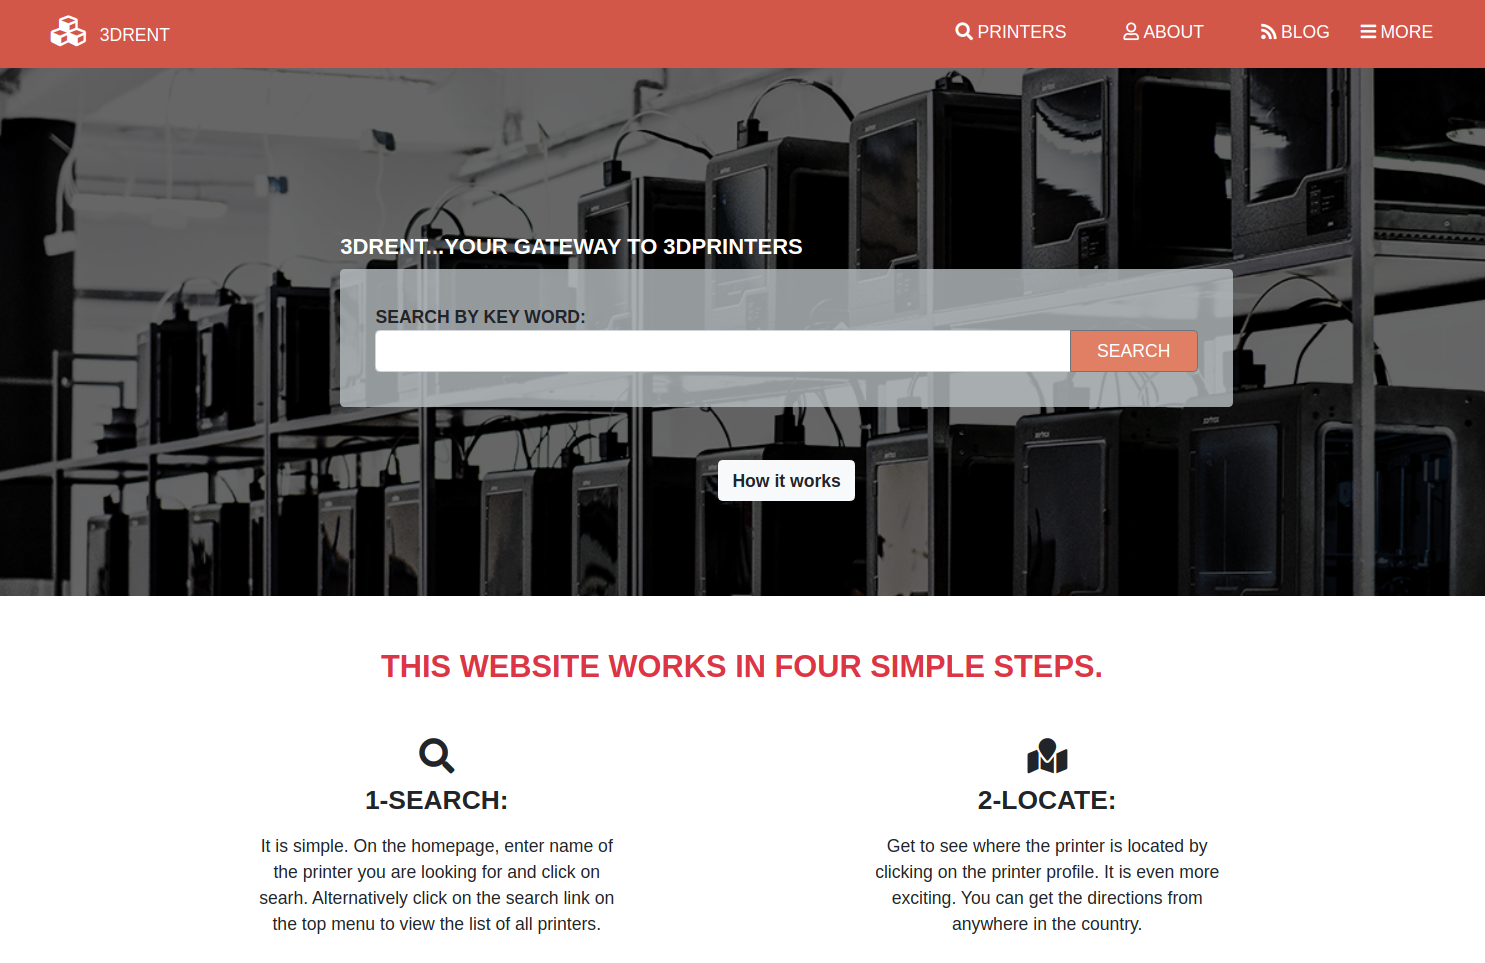 3DRENT
PRINTERS
ABOUT
BLOG
MORE
3DRENT...YOUR GATEWAY TO 3DPRINTERS
SEARCH BY KEY WORD:
SEARCH
How it works
THIS WEBSITE WORKS IN FOUR SIMPLE STEPS.
1-SEARCH:
It is simple. On the homepage, enter name of
the printer you are looking for and click on
searh. Alternatively click on the search link on
the top menu to view the list of all printers.
2-LOCATE:
Get to see where the printer is located by
clicking on the printer profile. It is even more
exciting. You can get the directions from
anywhere in the country.